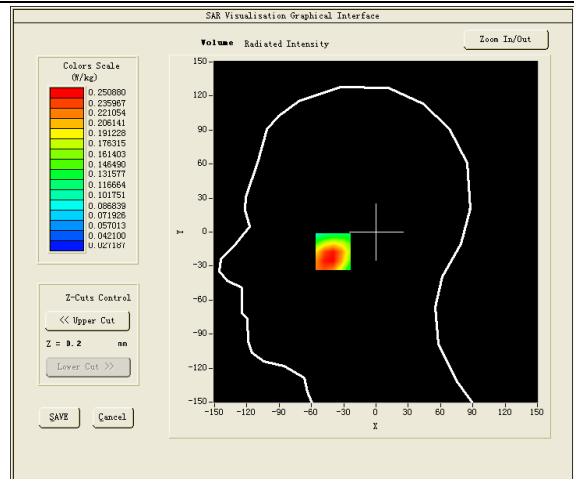 SAR Visualisation Graphical Interface
Volume Radiated Intensity
Zoom In/Out
Colors Scale
(W/kg)
0.250880
0.235967
0.221054
0.206141
0.191228
0.176315
0.161403
0.146490
0.131577
0.116664
0.101751
0.086839
0.071926
0.057013
0.042100
0.027187
Z-Cuts Control
<< Upper Cut
Z = 0.2 mm
Lower Cut >>
SAVE
Cancel
150
120
90
60
30
0
-30
-60
-90
-120
-150
Y
-150 -120 -90 -60 -30 0 30 60 90 120 150
X